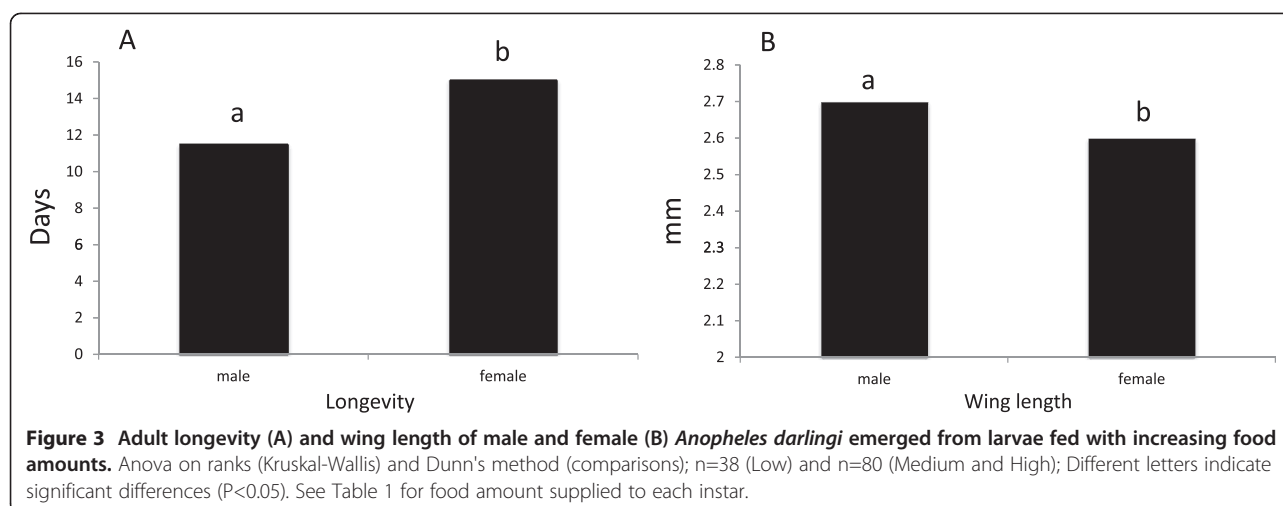 A
16
14
12
10
8
6
4
2
0
Days
a
b
male
female
Longevity
B
2.8
2.7
2.6
2.5
2.4
2.3
2.2
2.1
2
mm
a
b
male
female
Wing length
Figure 3 Adult longevity (A) and wing length of male and female (B) Anopheles darlingi emerged from larvae fed with increasing food
amounts. Anova on ranks (Kruskal-Wallis) and Dunn's method (comparisons); n=38 (Low) and n=80 (Medium and High); Different letters indicate
significant differences (P<0.05). See Table 1 for food amount supplied to each instar.